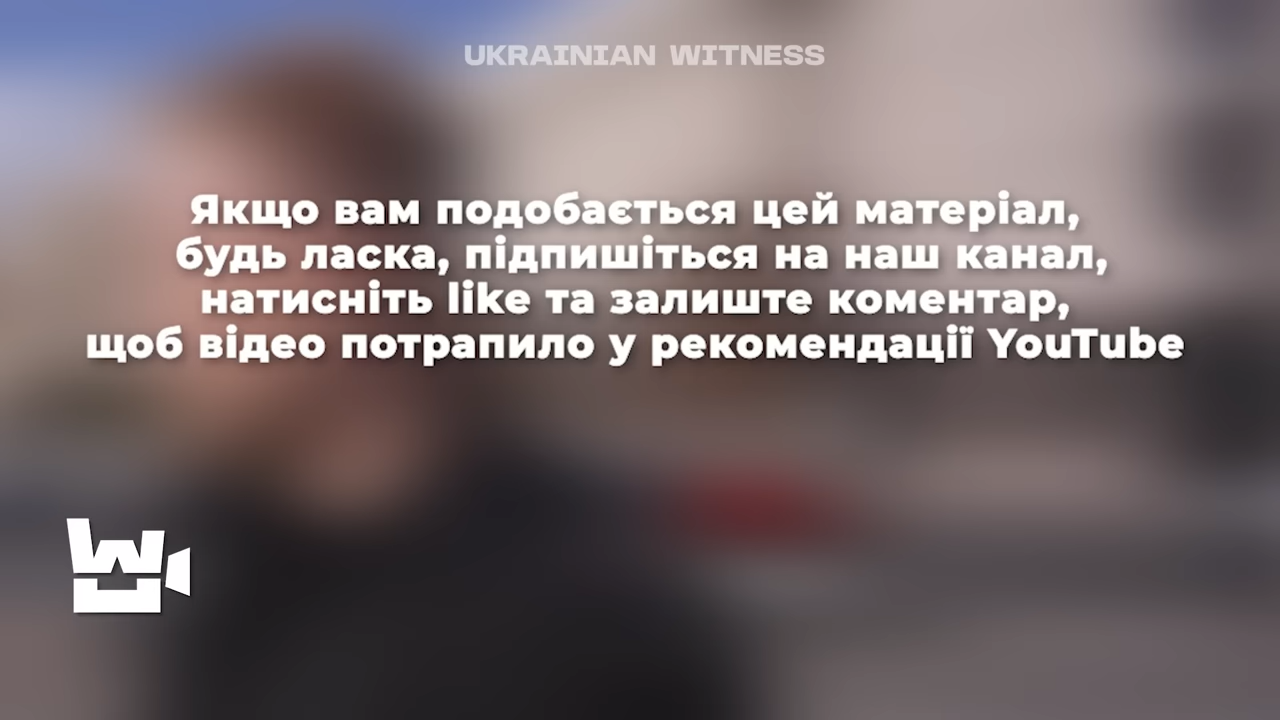 UKRAINIAN WITNESS
Якщо вам подобається цей матеріал,
будь ласка, підпишіться на наш канал,
натисніть like та залиште коментар,
щоб відео потрапило у рекомендації YouTube